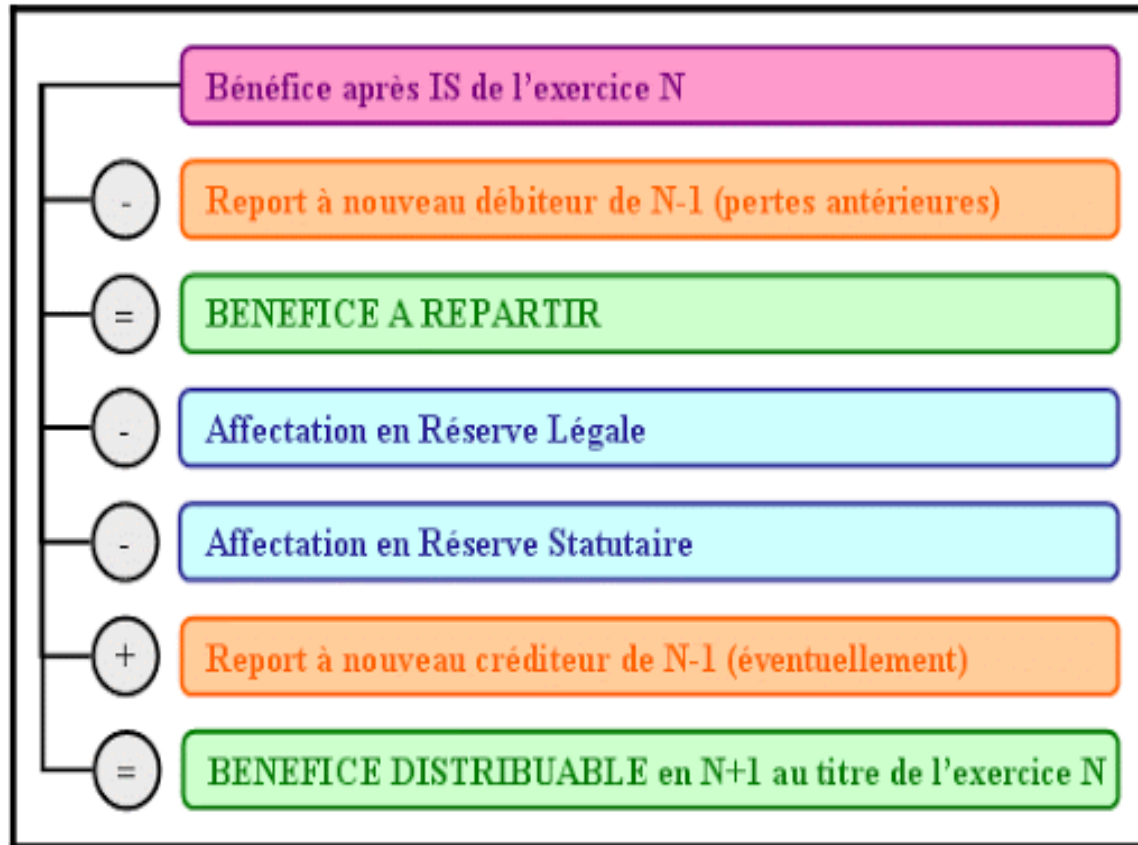 Bénéfice après IS de l’exercice N
- Report à nouveau débiteur de N-1 (pertes antérieures)
= BENEFICE A REPARTIR
- Affectation en Réserve Légale
- Affectation en Réserve Statutaire
+ Report à nouveau créditeur de N-1 (éventuellement)
= BENEFICE DISTRIBUABLE en N+1 au titre de l’exercice N